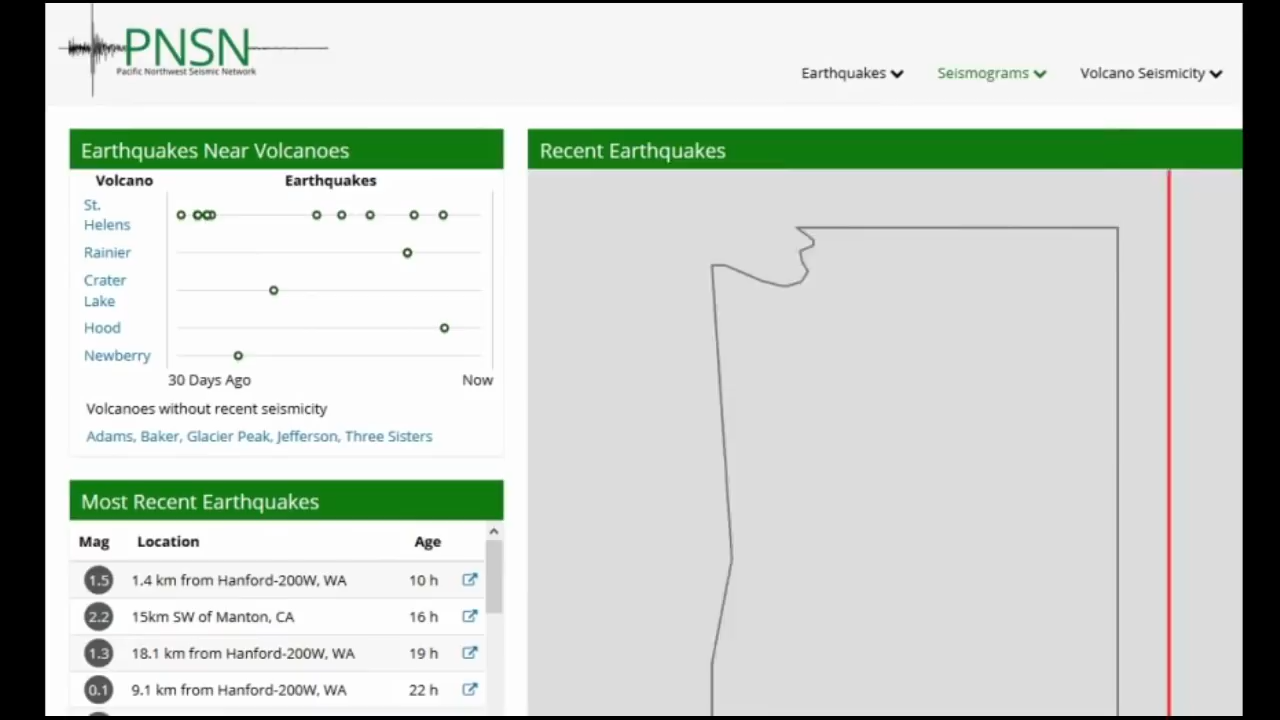 PNSN
Pacific Northwest Seismic Network
Earthquakes
Seismograms
Volcano Seismicity
Earthquakes Near Volcanoes
Volcano
Earthquakes
St.
Helens
Rainier
Crater
Lake
Hood
Newberry
30 Days Ago
Now
Volcanoes without recent seismicity
Adams, Baker, Glacier Peak, Jefferson, Three Sisters
Recent Earthquakes
Most Recent Earthquakes
Mag Location Age
1.5 1.4 km from Hanford-200W, WA 10 h
2.2 15km SW of Manton, CA 16 h
1.3 18.1 km from Hanford-200W, WA 19 h
0.1 9.1 km from Hanford-200W, WA 22 h